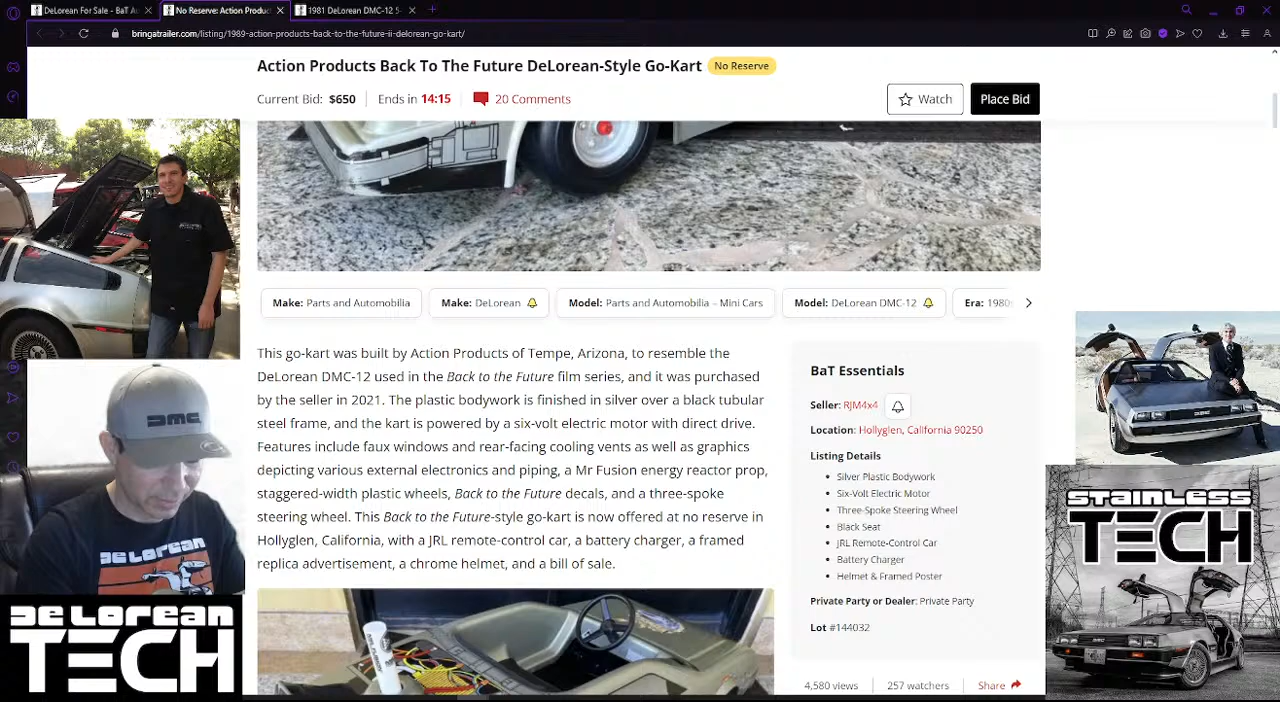 DeLorean For Sale - BaT Au
No Reserve: Action Produc
1981 DeLorean DMC-12 5-
bringatrailer.com/listing/1989-action-products-back-to-the-future-ii-delorean-go-kart/
Action Products Back To The Future DeLorean-Style Go-Kart No Reserve
Current Bid: $650 Ends in 14:15 20 Comments
Watch
Place Bid
Make: Parts and Automobilia
Make: DeLorean
Model: Parts and Automobilia – Mini Cars
Model: DeLorean DMC-12
Era: 1980s
This go-kart was built by Action Products of Tempe, Arizona, to resemble the
DeLorean DMC-12 used in the Back to the Future film series, and it was purchased
by the seller in 2021. The plastic bodywork is finished in silver over a black tubular
steel frame, and the kart is powered by a six-volt electric motor with direct drive.
Features include faux windows and rear-facing cooling vents as well as graphics
depicting various external electronics and piping, a Mr Fusion energy reactor prop,
staggered-width plastic wheels, Back to the Future decals, and a three-spoke
steering wheel. This Back to the Future-style go-kart is now offered at no reserve in
Hollyglen, California, with a JRL remote-control car, a battery charger, a framed
replica advertisement, a chrome helmet, and a bill of sale.
BaT Essentials
Seller: RJM4x4
Location: Hollyglen, California 90250
Listing Details
Silver Plastic Bodywork
Six-Volt Electric Motor
Three-Spoke Steering Wheel
Black Seat
JRL Remote-Control Car
Battery Charger
Helmet & Framed Poster
Private Party or Dealer: Private Party
Lot #144032
4,580 views
257 watchers
Share
DMC
DELOREAN
DELOREAN
TECH
STAINLESS
TECH